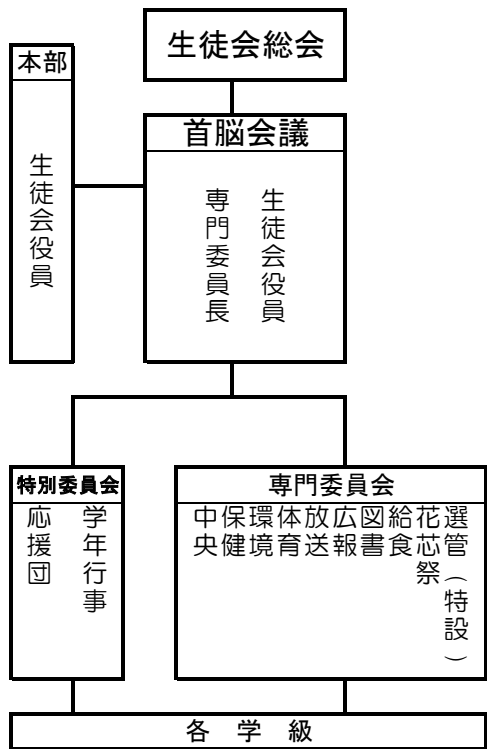 生徒会総会
本部
生徒会役員
首脳会議
生徒会役員
専門委員長
特別委員会
学年行事
応援団
専門委員会
選管(特設)
花芯祭
給食
図書
広報
放送
体育
環境
保健
中央
各学級